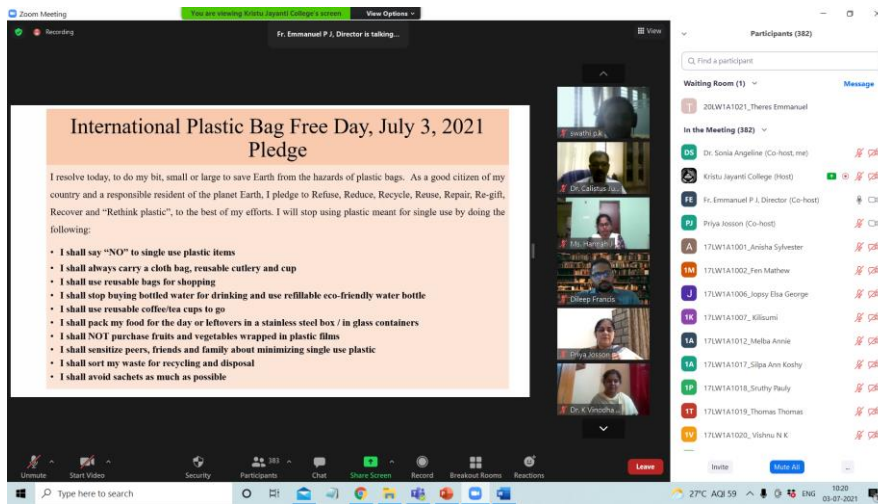 Zoom Meeting
You are viewing Kristu Jayanti College's screen
View Options
Recording
Fr. Emmanuel P J, Director is talking...
View
International Plastic Bag Free Day, July 3, 2021
Pledge
I resolve today, to do my bit, small or large to save Earth from the hazards of plastic bags. As a good citizen of my
country and a responsible resident of the planet Earth, I pledge to Refuse, Reduce, Recycle, Reuse, Repair, Re-gift,
Recover and “Rethink plastic”, to the best of my efforts. I will stop using plastic meant for single use by doing the
following:
• I shall say “NO” to single use plastic items
• I shall always carry a cloth bag, reusable cutlery and cup
• I shall use reusable bags for shopping
• I shall stop buying bottled water for drinking and use refillable eco-friendly water bottle
• I shall use reusable coffee/tea cups to go
• I shall pack my food for the day or leftovers in a stainless steel box / in glass containers
• I shall NOT purchase fruits and vegetables wrapped in plastic films
• I shall sensitize peers, friends and family about minimizing single use plastic
• I shall sort my waste for recycling and disposal
• I shall avoid sachets as much as possible
swathi p.k
Dr. Calistus Ju...
Ms. Hannah
Dileep Francis
Priya Josson
Dr. K Vinodha...
Participants (382)
Find a participant
Waiting Room (1)
Message
T 20LW1A1021_Theres Emmanuel
In the Meeting (382)
DS Dr. Sonia Angeline (Co-host, me)
Kristu Jayanti College (Host)
FE Fr. Emmanuel P J, Director (Co-host)
PJ Priya Josson (Co-host)
A 17LW1A1001_Anisha Sylvester
1M 17LW1A1002_Fen Mathew
J 17LW1A1006_Jopsy Elsa George
1K 17LW1A1007_ Kilisumi
1A 17LW1A1012_Melba Annie
1A 17LW1A1017_Silpa Ann Koshy
1P 17LW1A1018_Sruthy Pauly
1T 17LW1A1019_Thomas Thomas
1V 17LW1A1020_ Vishnu N K
Invite
Mute All
...
Unmute
Start Video
Security
383
Participants
Chat
Share Screen
Record
Breakout Rooms
Reactions
Leave
Type here to search
27°C AQI 59
ENG
10:20
03-07-2021